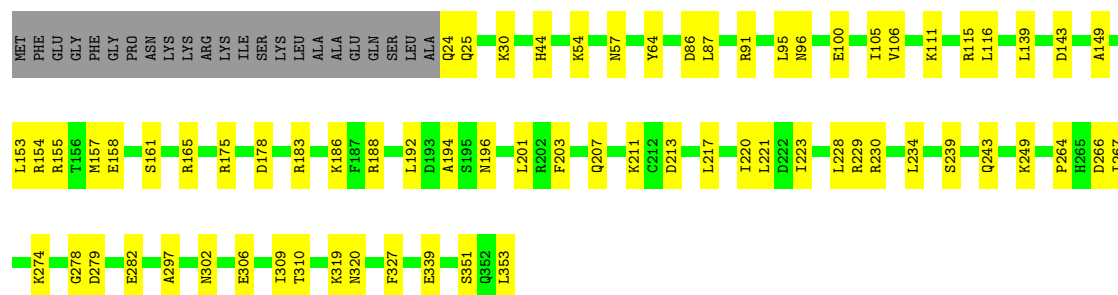 MET PHE GLU GLY PHE GLY PRO ASN LYS LYS ARG LYS ILE SER LYS LEU ALA ALA GLU GLN SER LEU ALA Q24 Q25 K30 H44 K54 N57 Y64 D86 L87 R91 L95 N96 E100 I105 V106 K111 R115 L116 L139 D143 A149
L153 R154 R155 T156 M157 E158 S161 R165 R175 D178 R183 K186 F187 R188 L192 D193 A194 S195 N196 L201 R202 F203 Q207 K211 C212 D213 L217 I220 L221 D222 I223 L228 R229 R230 L234 S239 Q243 K249 P264 H265 D266 I267
K274 G278 D279 E282 A297 N302 E306 I309 T310 K319 N320 F327 E339 S351 Q352 L353